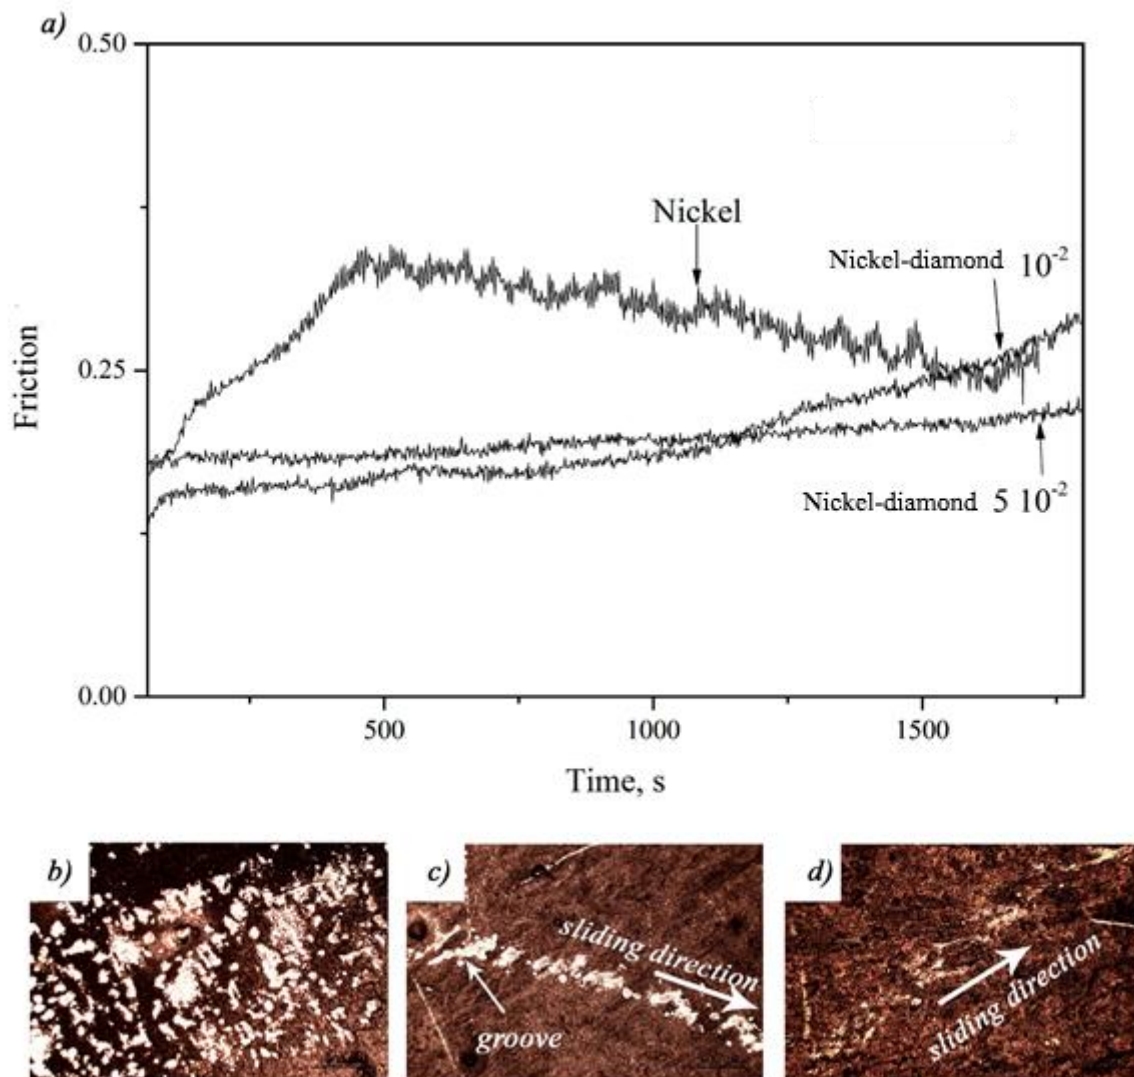 a)
0.50
Nickel
Nickel-diamond 10⁻²
Friction
0.25
Nickel-diamond 5 10⁻²
0.00
500
1000
1500
Time, s
b)
c)
sliding direction
groove
d)
sliding direction